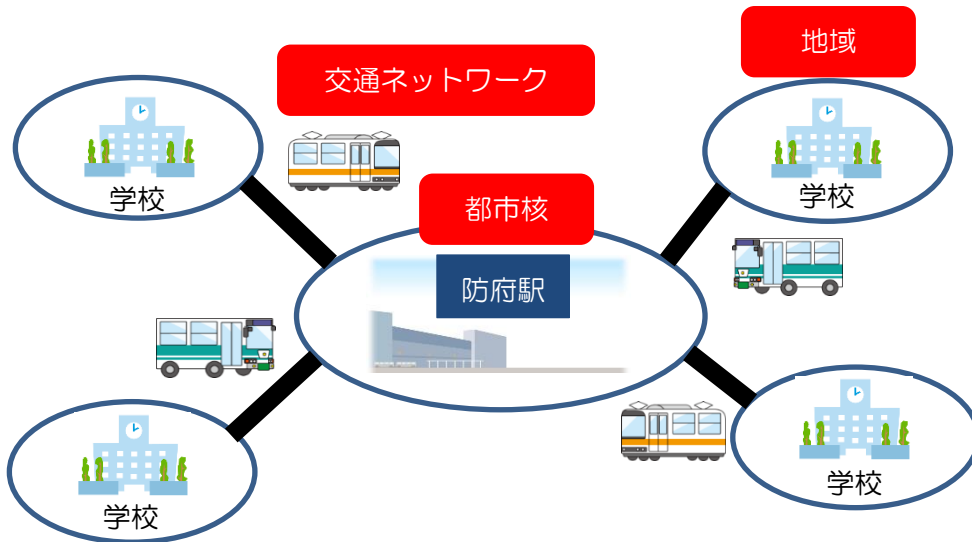 地域
交通ネットワーク
学校
学校
都市核
防府駅
学校
学校